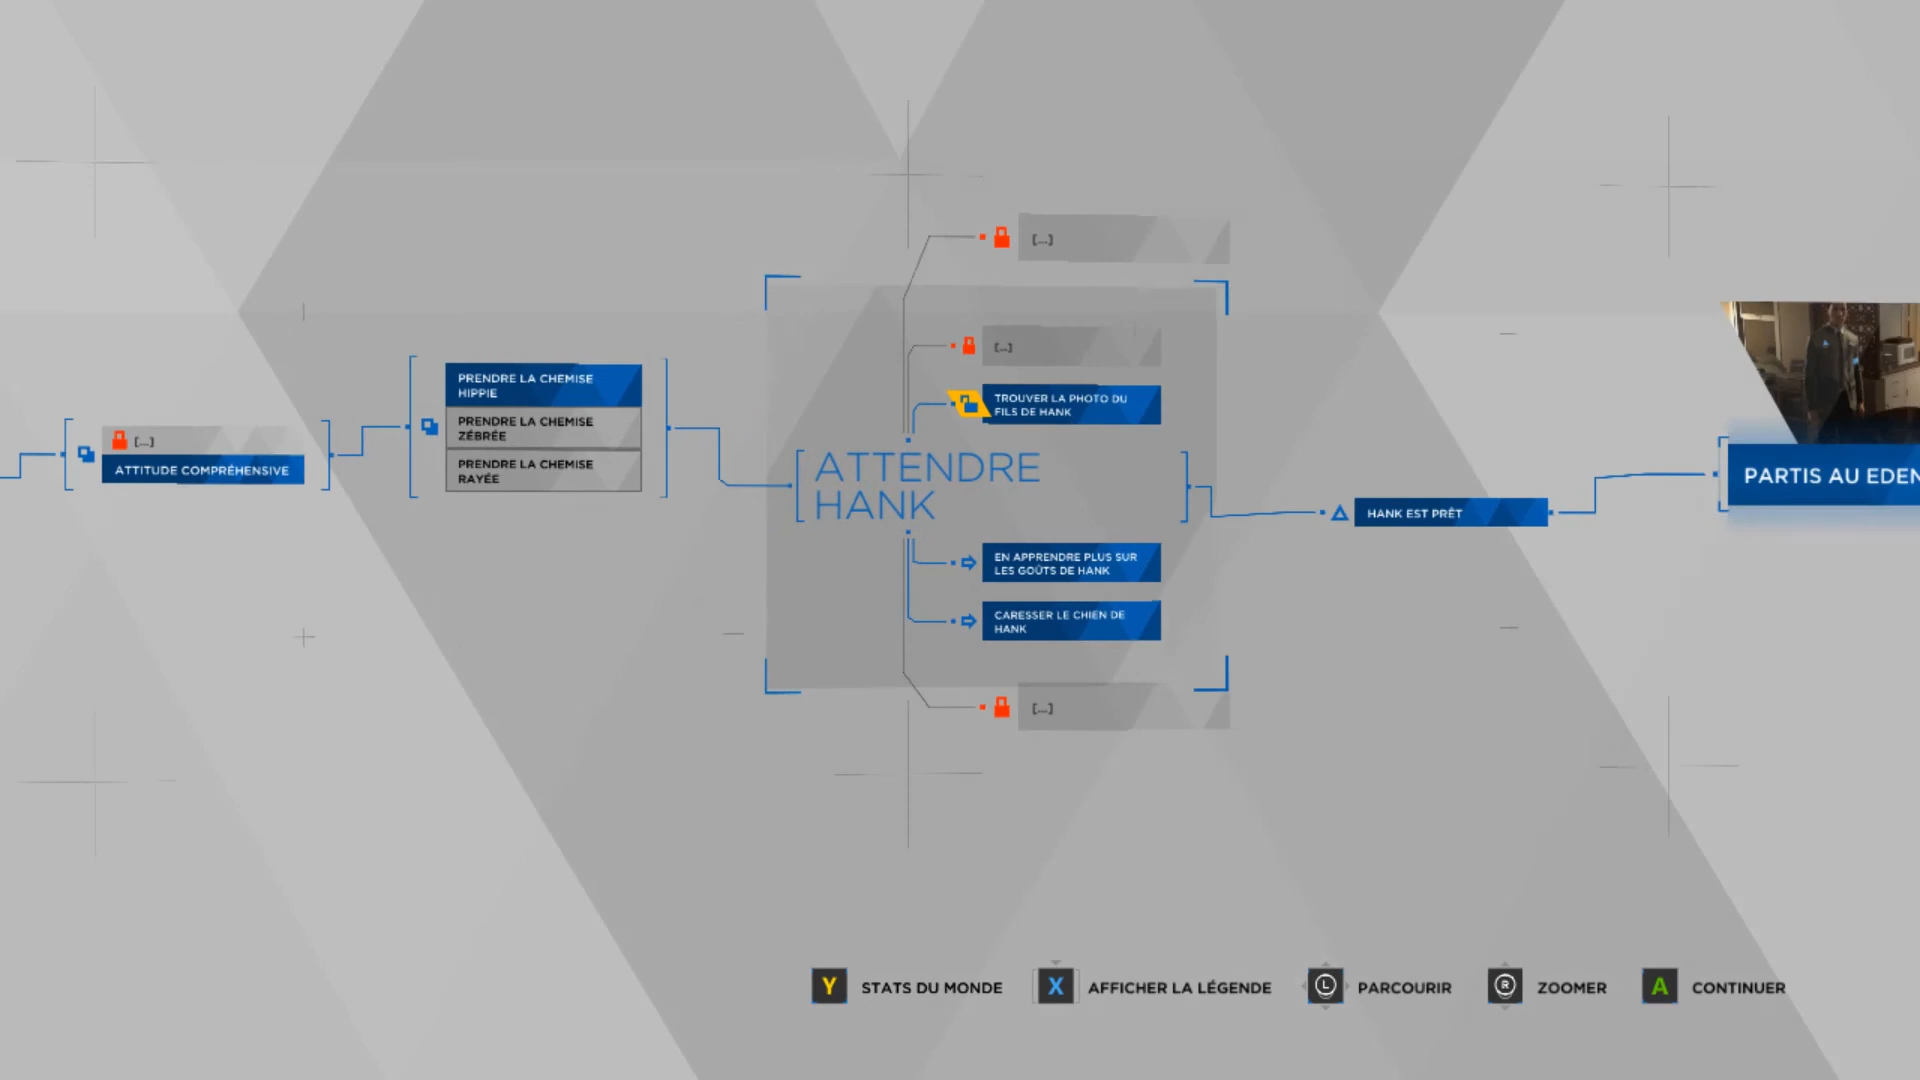 [...]
[...]
TROUVER LA PHOTO DU
FILS DE HANK
[...]
ATTITUDE COMPRÉHENSIVE
PRENDRE LA CHEMISE
HIPPIE
PRENDRE LA CHEMISE
ZÉBRÉE
PRENDRE LA CHEMISE
RAYÉE
ATTENDRE
HANK
EN APPRENDRE PLUS SUR
LES GOÛTS DE HANK
CARESSER LE CHIEN DE
HANK
[...]
HANK EST PRÊT
PARTIS AU EDEN
Y STATS DU MONDE
X AFFICHER LA LÉGENDE
L PARCOURIR
R ZOOMER
A CONTINUER